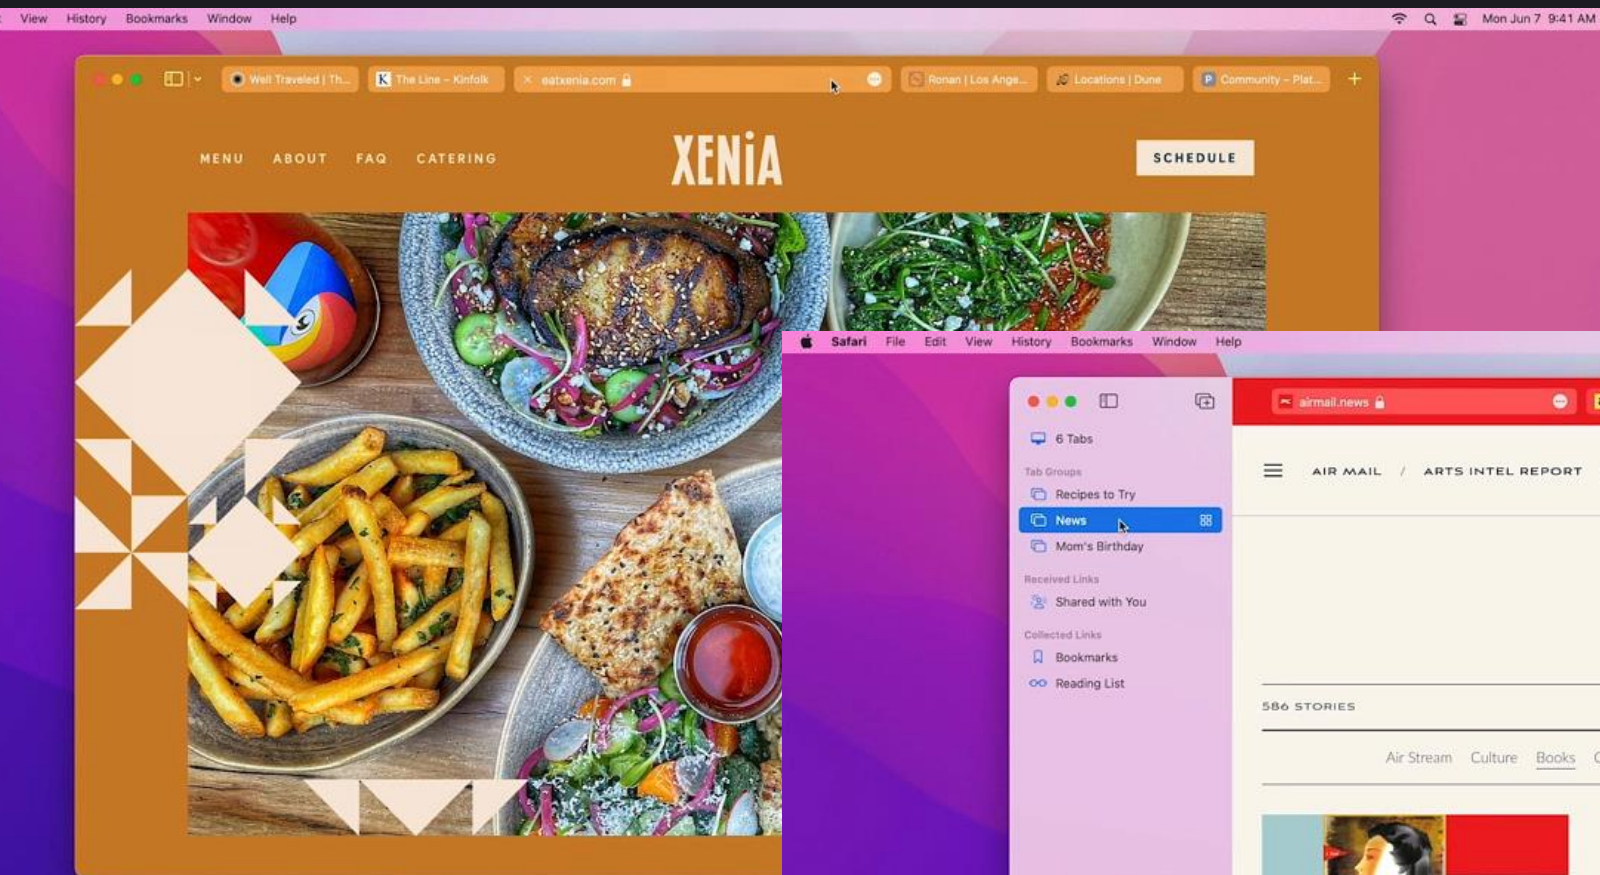 View History Bookmarks Window Help
Mon Jun 7 9:41 AM
Well Traveled | Th...
K The Line – Kinfolk
eatxenia.com
Ronan | Los Ange...
Locations | Dune
P Community – Plat...
MENU ABOUT FAQ CATERING
XENiA
SCHEDULE
Safari File Edit View History Bookmarks Window Help
airmail.news
6 Tabs
Tab Groups
Recipes to Try
News
Mom's Birthday
Received Links
Shared with You
Collected Links
Bookmarks
Reading List
AIR MAIL / ARTS INTEL REPORT
586 STORIES
Air Stream Culture Books